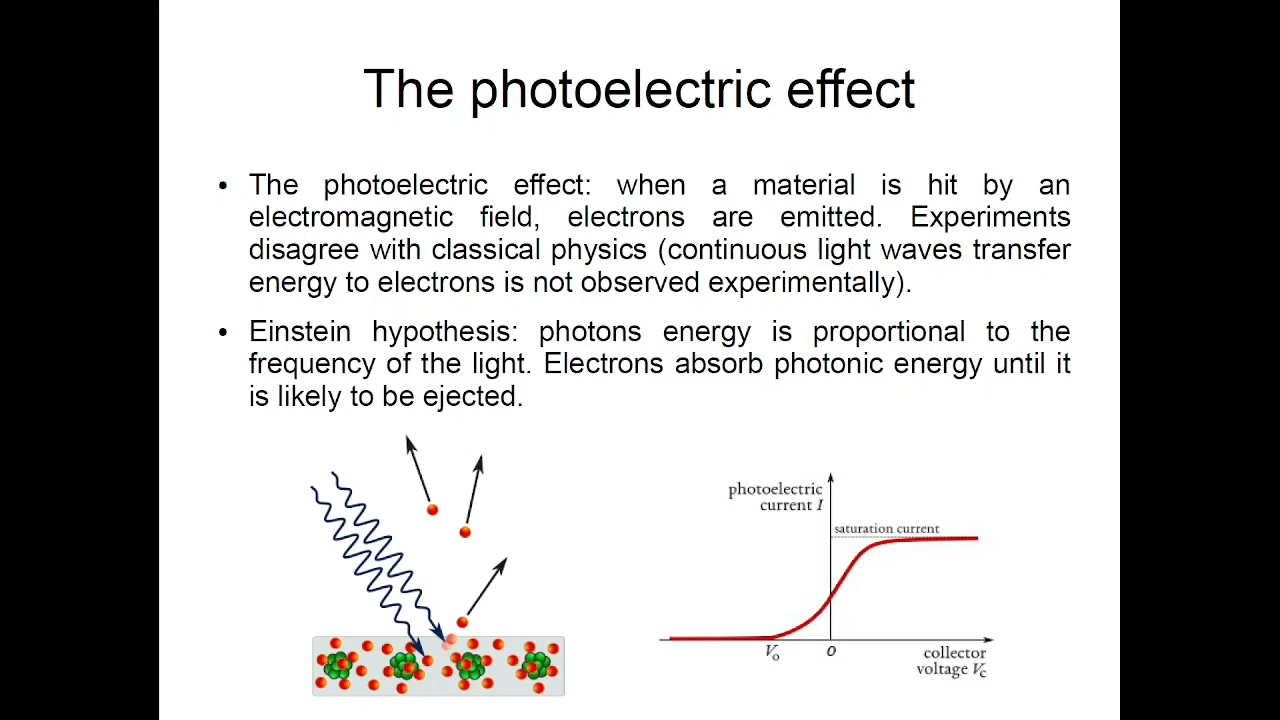 The photoelectric effect
• The photoelectric effect: when a material is hit by an
electromagnetic field, electrons are emitted. Experiments
disagree with classical physics (continuous light waves transfer
energy to electrons is not observed experimentally).
• Einstein hypothesis: photons energy is proportional to the
frequency of the light. Electrons absorb photonic energy until it
is likely to be ejected.
photoelectric
current I
saturation current
V₀
0
collector
voltage V_C